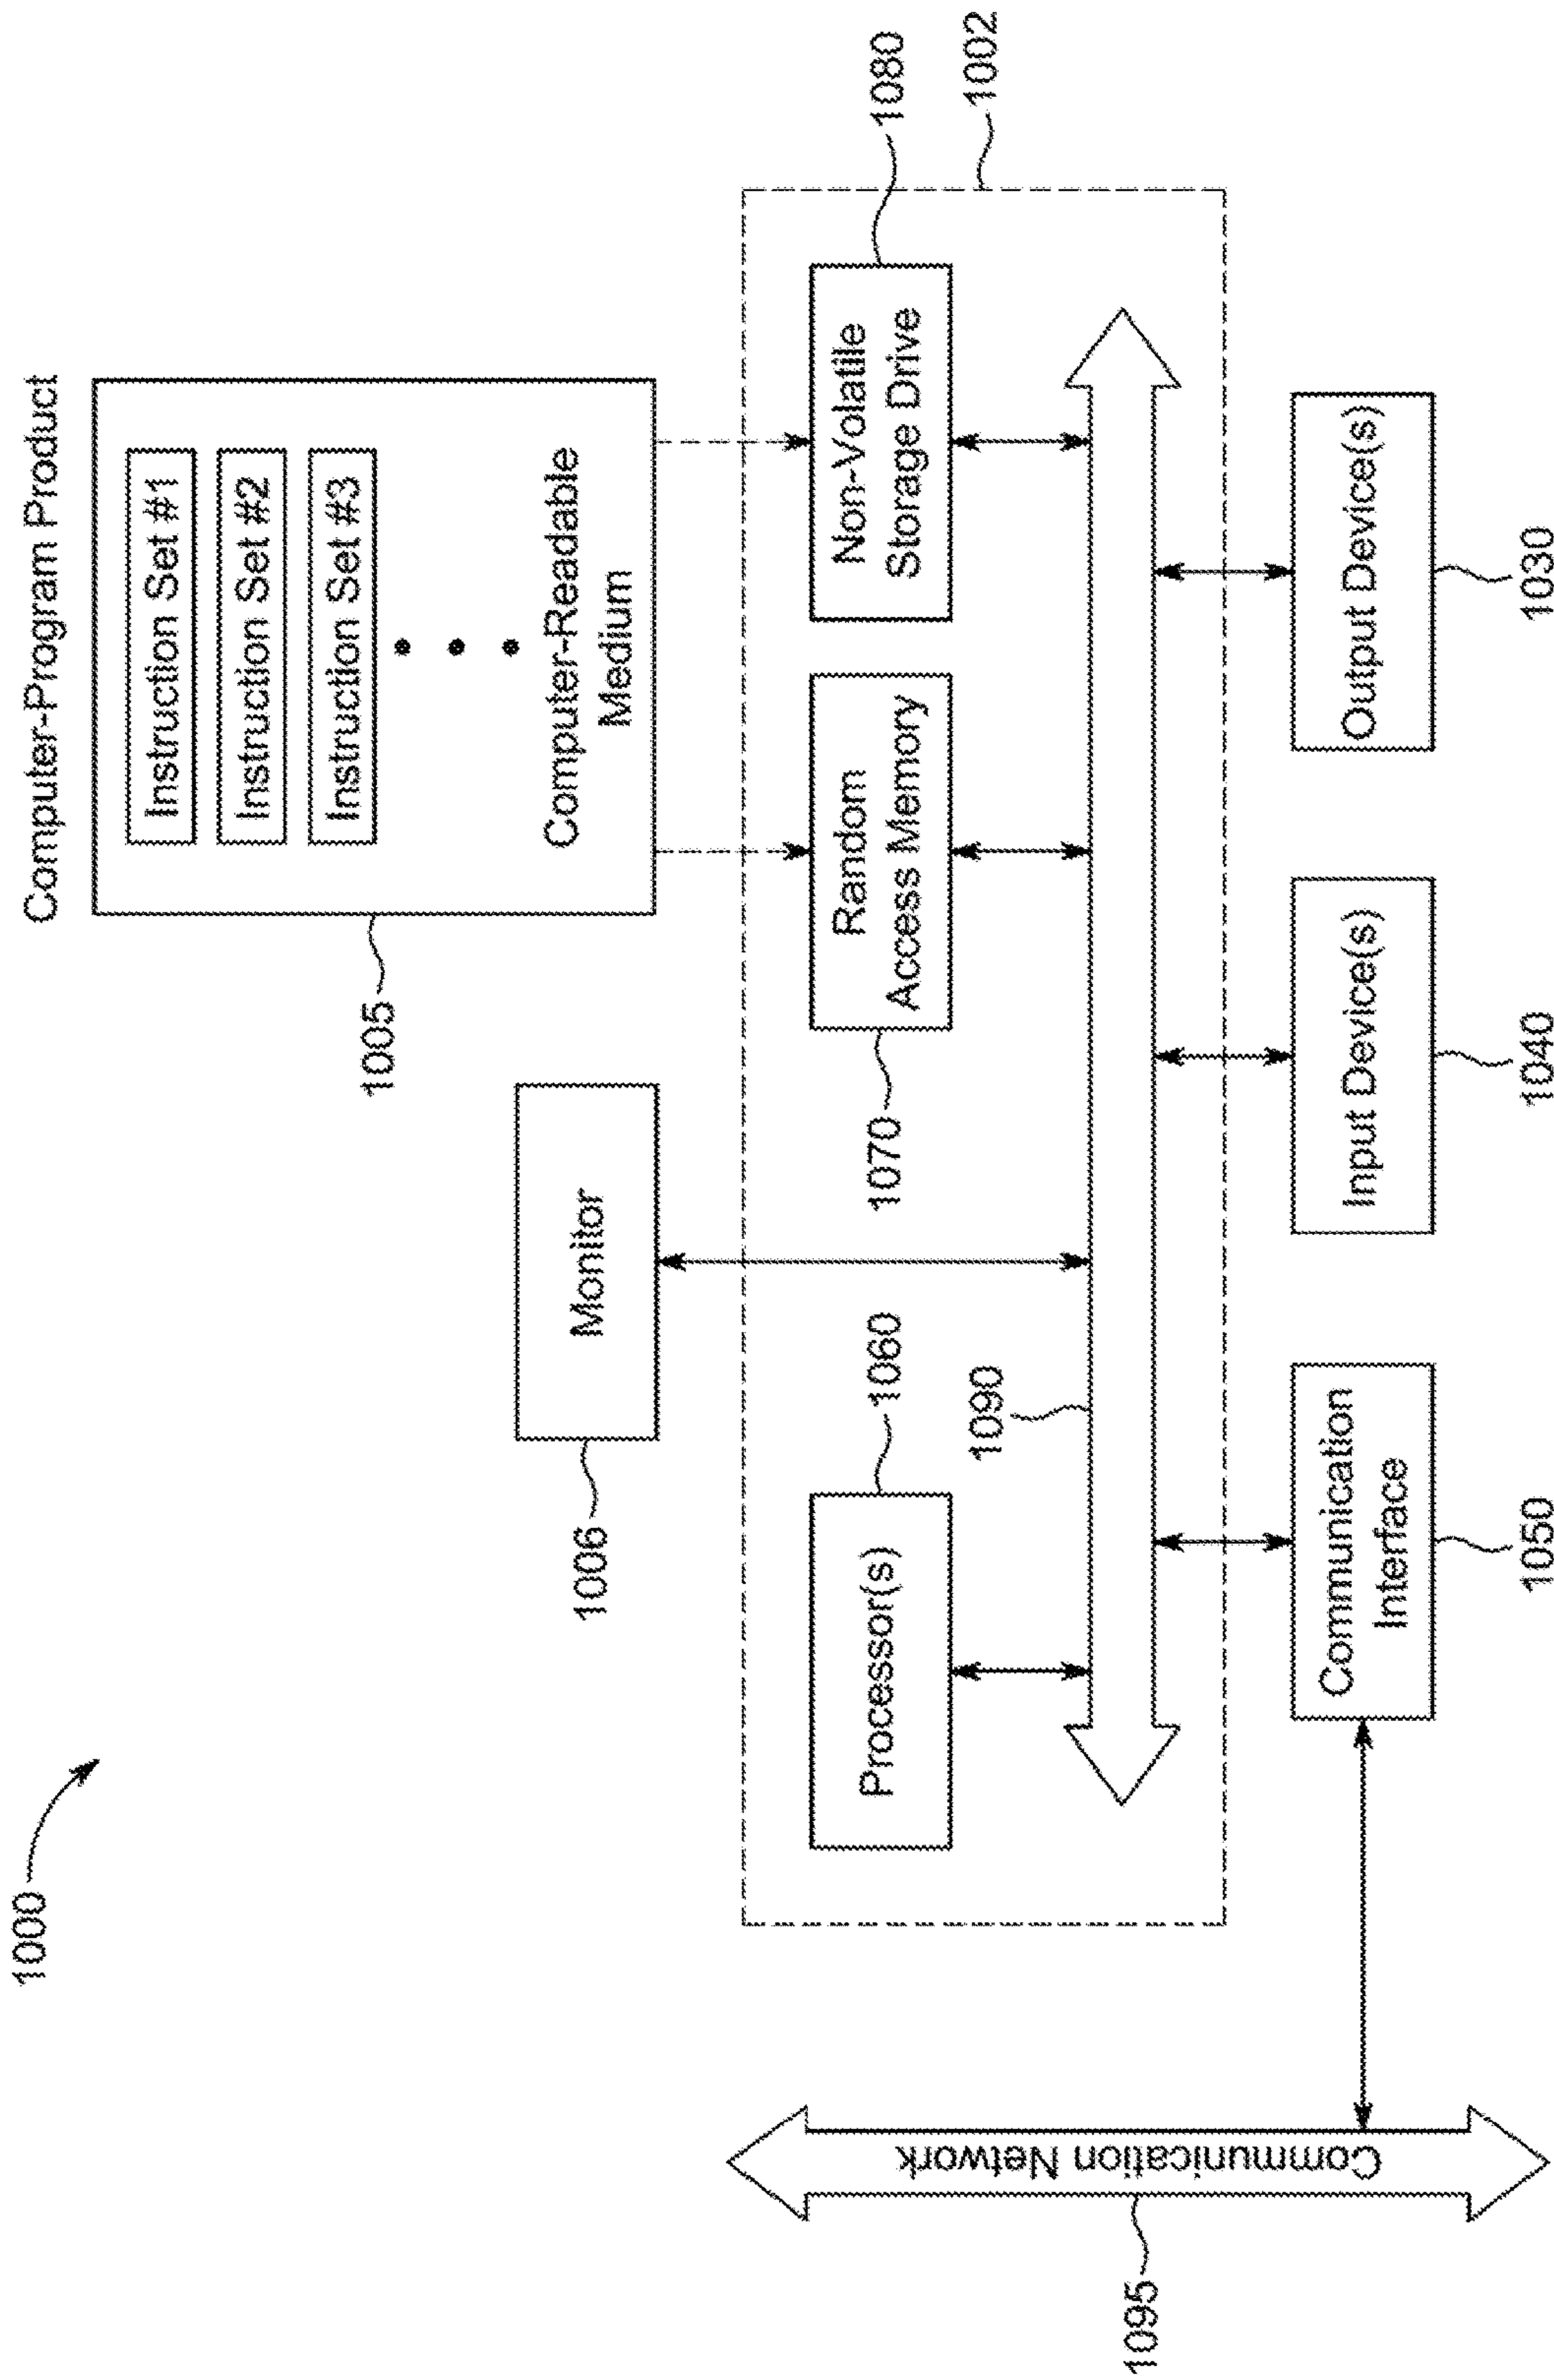 1000
Computer-Program Product
Instruction Set #1
Instruction Set #2
Instruction Set #3
Computer-Readable
Medium
1005
Monitor
1006
Processor(s)
1060
Random
Access Memory
1070
Non-Volatile
Storage Drive
1080
1002
1090
Communication Network
1095
Communication
Interface
1050
Input Device(s)
1040
Output Device(s)
1030